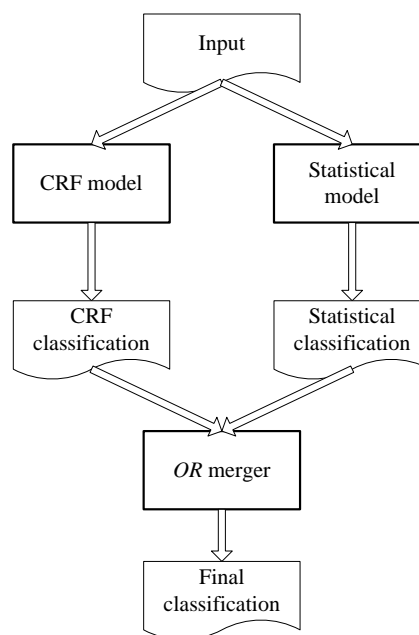 Input
CRF model
Statistical
model
CRF
classification
Statistical
classification
OR merger
Final
classification